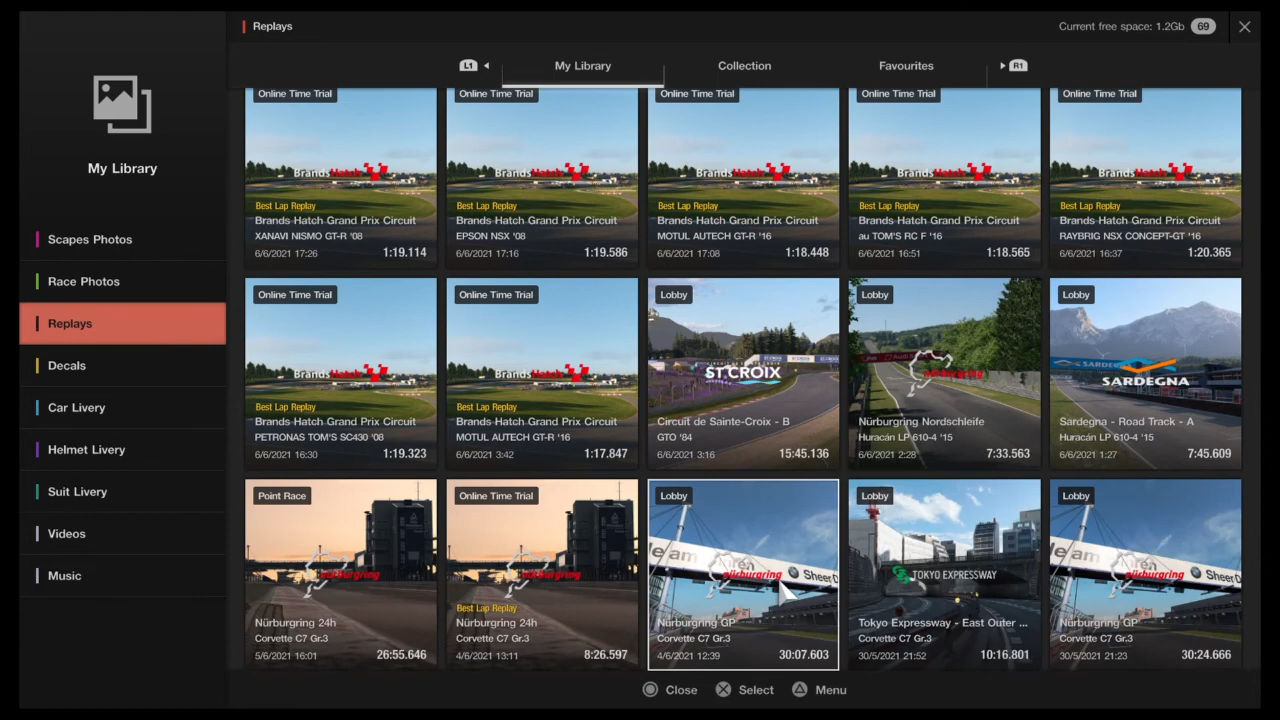 Replays
Current free space: 1.2Gb 69
L1 My Library Collection Favourites R1
My Library
Scapes Photos
Race Photos
Replays
Decals
Car Livery
Helmet Livery
Suit Livery
Videos
Music
Online Time Trial
BrandsHatch
Best Lap Replay
Brands Hatch Grand Prix Circuit
XANAVI NISMO GT-R '08
6/6/2021 17:26 1:19.114
Online Time Trial
BrandsHatch
Best Lap Replay
Brands Hatch Grand Prix Circuit
EPSON NSX '08
6/6/2021 17:16 1:19.586
Online Time Trial
BrandsHatch
Best Lap Replay
Brands Hatch Grand Prix Circuit
MOTUL AUTECH GT-R '16
6/6/2021 17:08 1:18.448
Online Time Trial
BrandsHatch
Best Lap Replay
Brands Hatch Grand Prix Circuit
au TOM'S RC F '16
6/6/2021 16:51 1:18.565
Online Time Trial
BrandsHatch
Best Lap Replay
Brands Hatch Grand Prix Circuit
RAYBRIG NSX CONCEPT-GT '16
6/6/2021 16:37 1:20.365
Online Time Trial
BrandsHatch
Best Lap Replay
Brands Hatch Grand Prix Circuit
PETRONAS TOM'S SC430 '08
6/6/2021 16:30 1:19.323
Online Time Trial
BrandsHatch
Best Lap Replay
Brands Hatch Grand Prix Circuit
MOTUL AUTECH GT-R '16
6/6/2021 3:42 1:17.847
Lobby
ST.CROIX
Circuit de Sainte-Croix - B
GTO '84
6/6/2021 3:16 15:45.136
Lobby
nürburgring
Nürburgring Nordschleife
Huracán LP 610-4 '15
6/6/2021 2:28 7:33.563
Lobby
SARDEGNA
Sardegna - Road Track - A
Huracán LP 610-4 '15
6/6/2021 1:27 7:45.609
Point Race
nürburgring
Nürburgring 24h
Corvette C7 Gr.3
5/6/2021 16:01 26:55.646
Online Time Trial
nürburgring
Best Lap Replay
Nürburgring 24h
Corvette C7 Gr.3
4/6/2021 13:11 8:26.597
Lobby
nürburgring
Nürburgring GP
Corvette C7 Gr.3
4/6/2021 12:39 30:07.603
Lobby
TOKYO EXPRESSWAY
Tokyo Expressway - East Outer ...
Corvette C7 Gr.3
30/5/2021 21:52 10:16.801
Lobby
nürburgring
Nürburgring GP
Corvette C7 Gr.3
30/5/2021 21:23 30:24.666
Close Select Menu